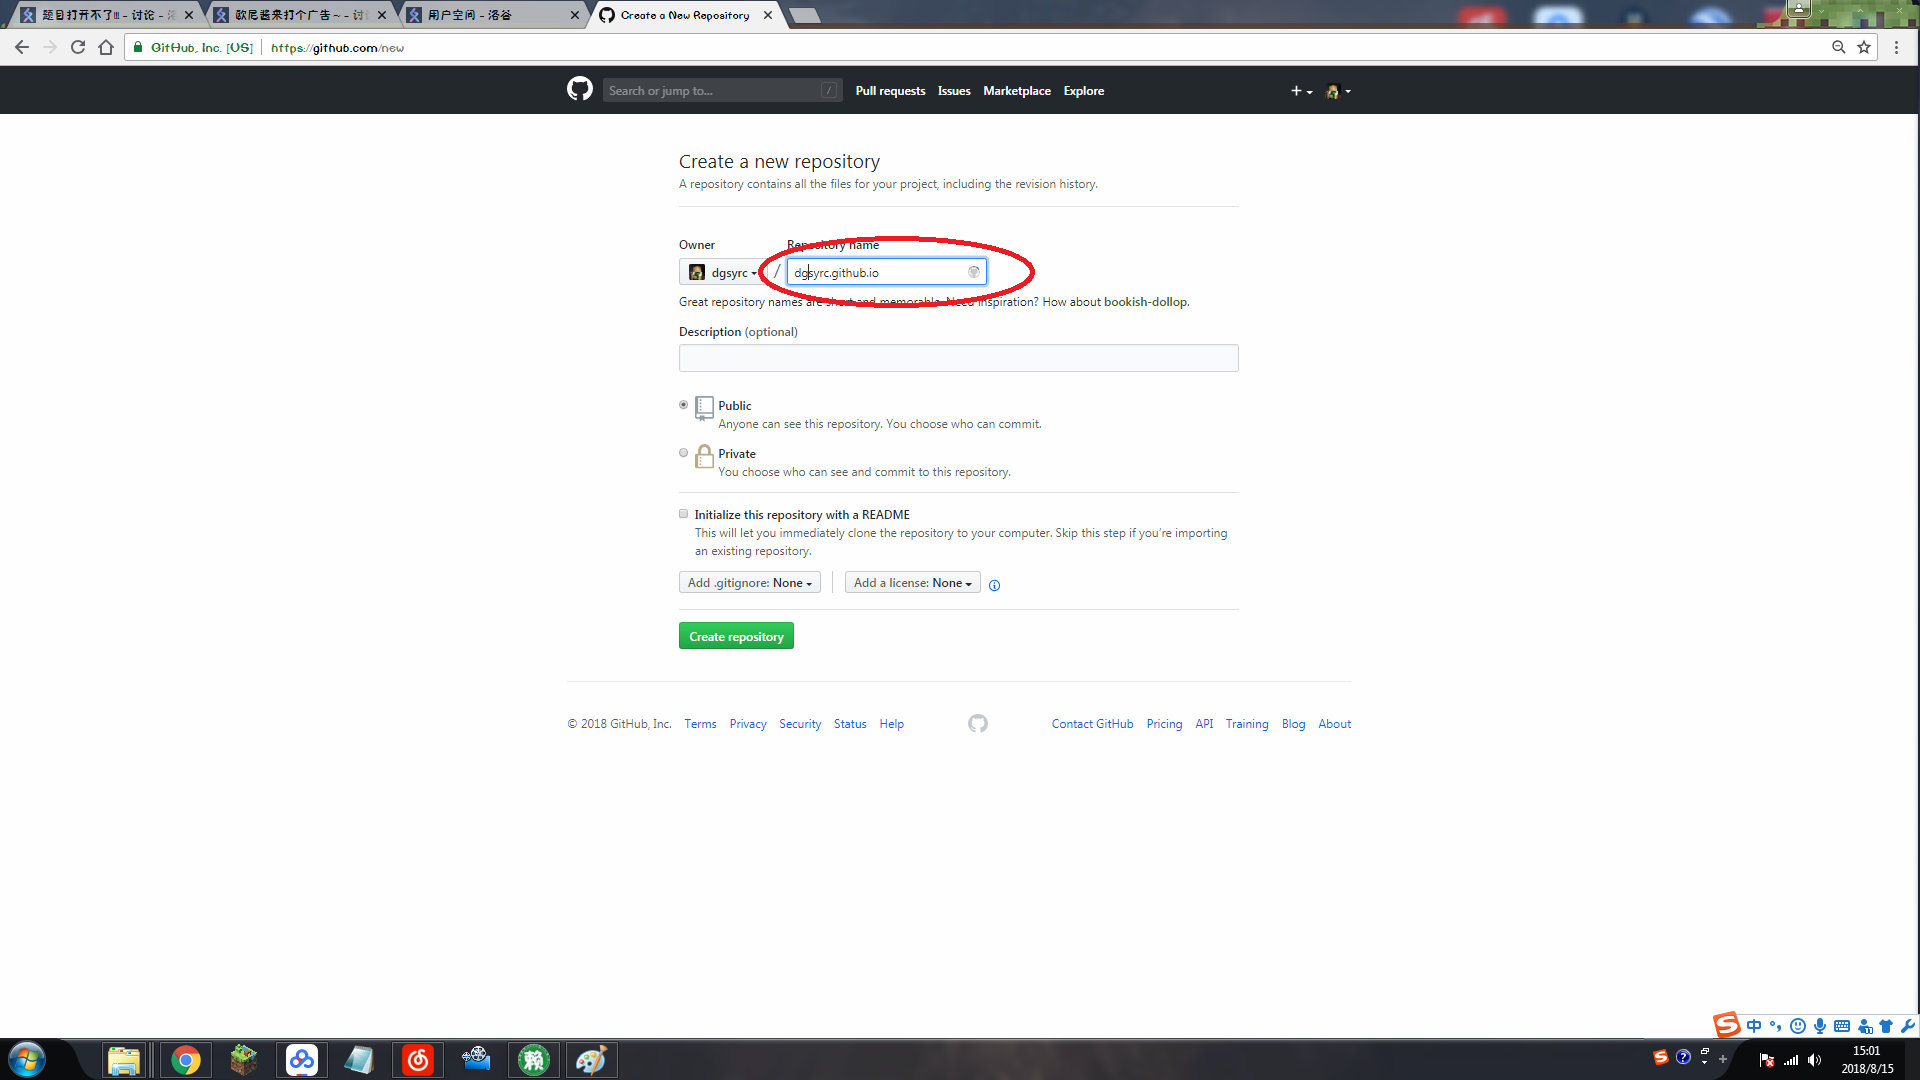 题目打开不了!!! - 讨论 - 洛
欧尼酱来打个广告~ - 讨论
用户空间 - 洛谷
Create a New Repository
GitHub, Inc. [US]
https://github.com/new
Search or jump to...
/
Pull requests
Issues
Marketplace
Explore
Create a new repository
A repository contains all the files for your project, including the revision history.
Owner
Repository name
dgsyrc
/
dgsyrc.github.io
Great repository names are short and memorable. Need inspiration? How about bookish-dollop.
Description (optional)
Public
Anyone can see this repository. You choose who can commit.
Private
You choose who can see and commit to this repository.
Initialize this repository with a README
This will let you immediately clone the repository to your computer. Skip this step if you’re importing
an existing repository.
Add .gitignore: None
Add a license: None
Create repository
© 2018 GitHub, Inc.
Terms
Privacy
Security
Status
Help
Contact GitHub
Pricing
API
Training
Blog
About
中
赖
15:01
2018/8/15